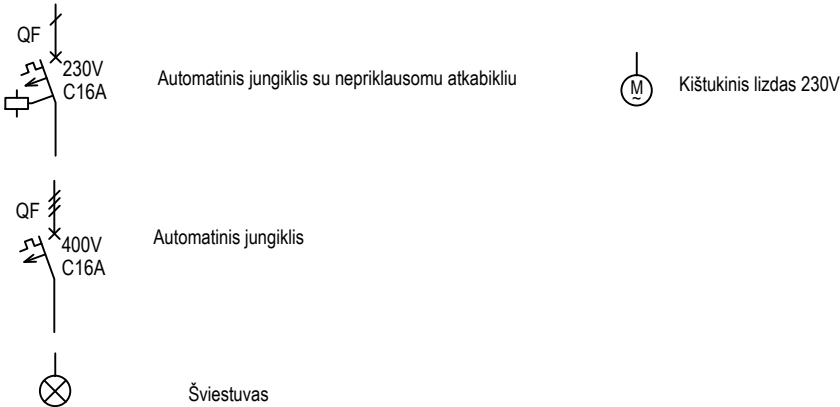 QF
230V
C16A
Automatinis jungiklis su nepriklausomu atkabikliu
M
~
Kištukinis lizdas 230V
QF
400V
C16A
Automatinis jungiklis
Šviestuvas